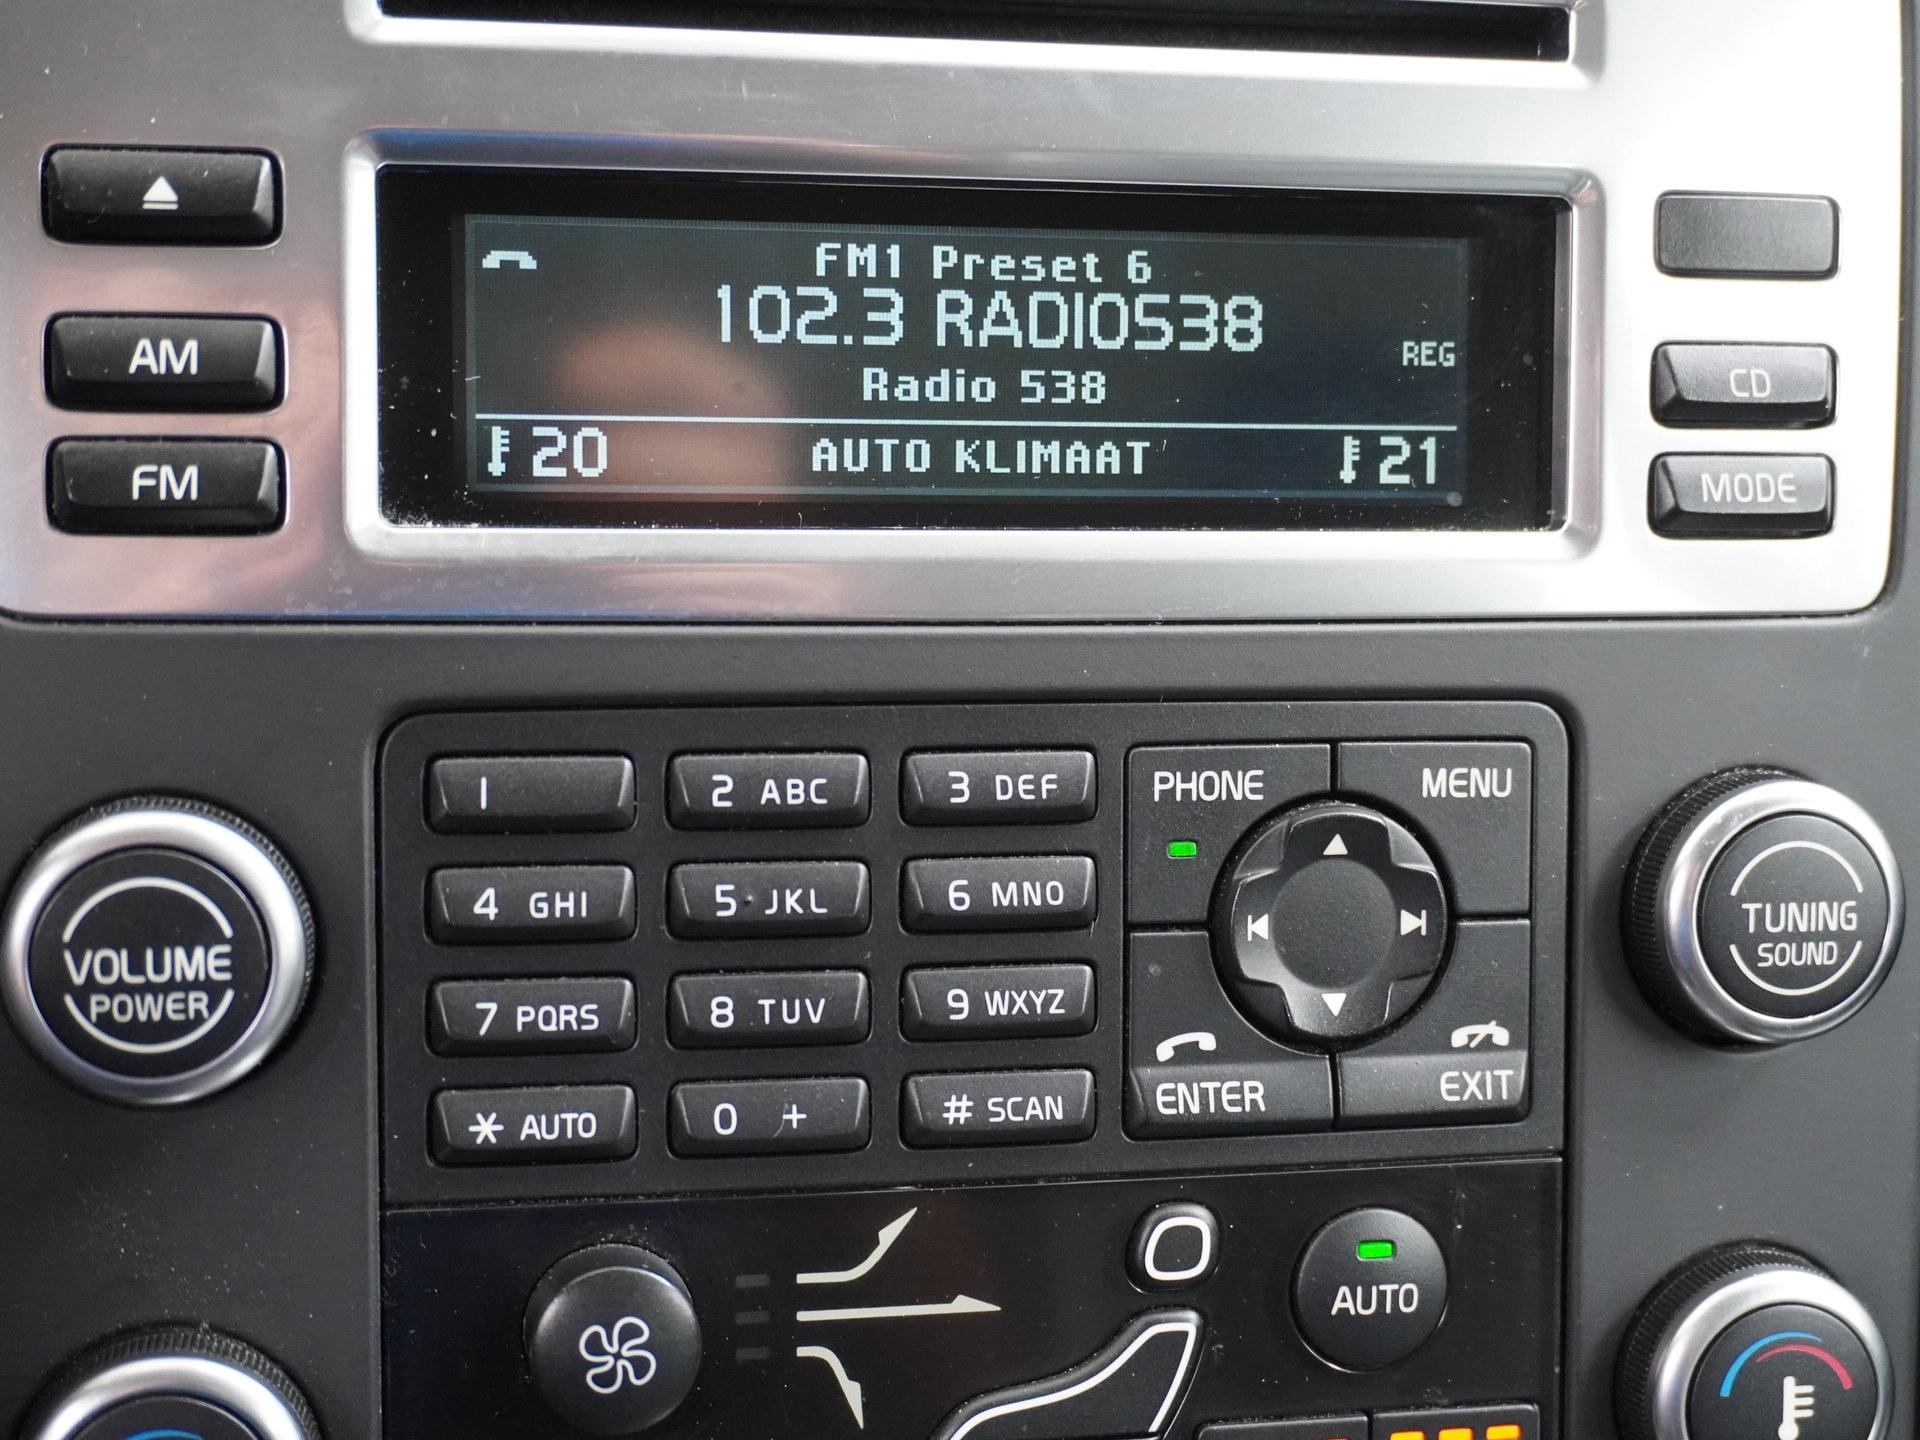 FM1 Preset 6
102.3 RADIO538
REG
Radio 538
20 AUTO KLIMAAT 21
AM
FM
CD
MODE
VOLUME
POWER
1
2 ABC
3 DEF
4 GHI
5 JKL
6 MNO
7 PQRS
8 TUV
9 WXYZ
* AUTO
0 +
# SCAN
PHONE
MENU
ENTER
EXIT
TUNING
SOUND
AUTO